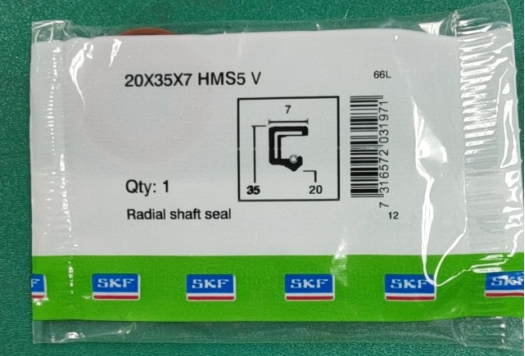 20X35X7 HMS5 V
66L
7
35
20
7 316572 031971
Qty: 1
Radial shaft seal
12
SKF SKF SKF SKF SKF